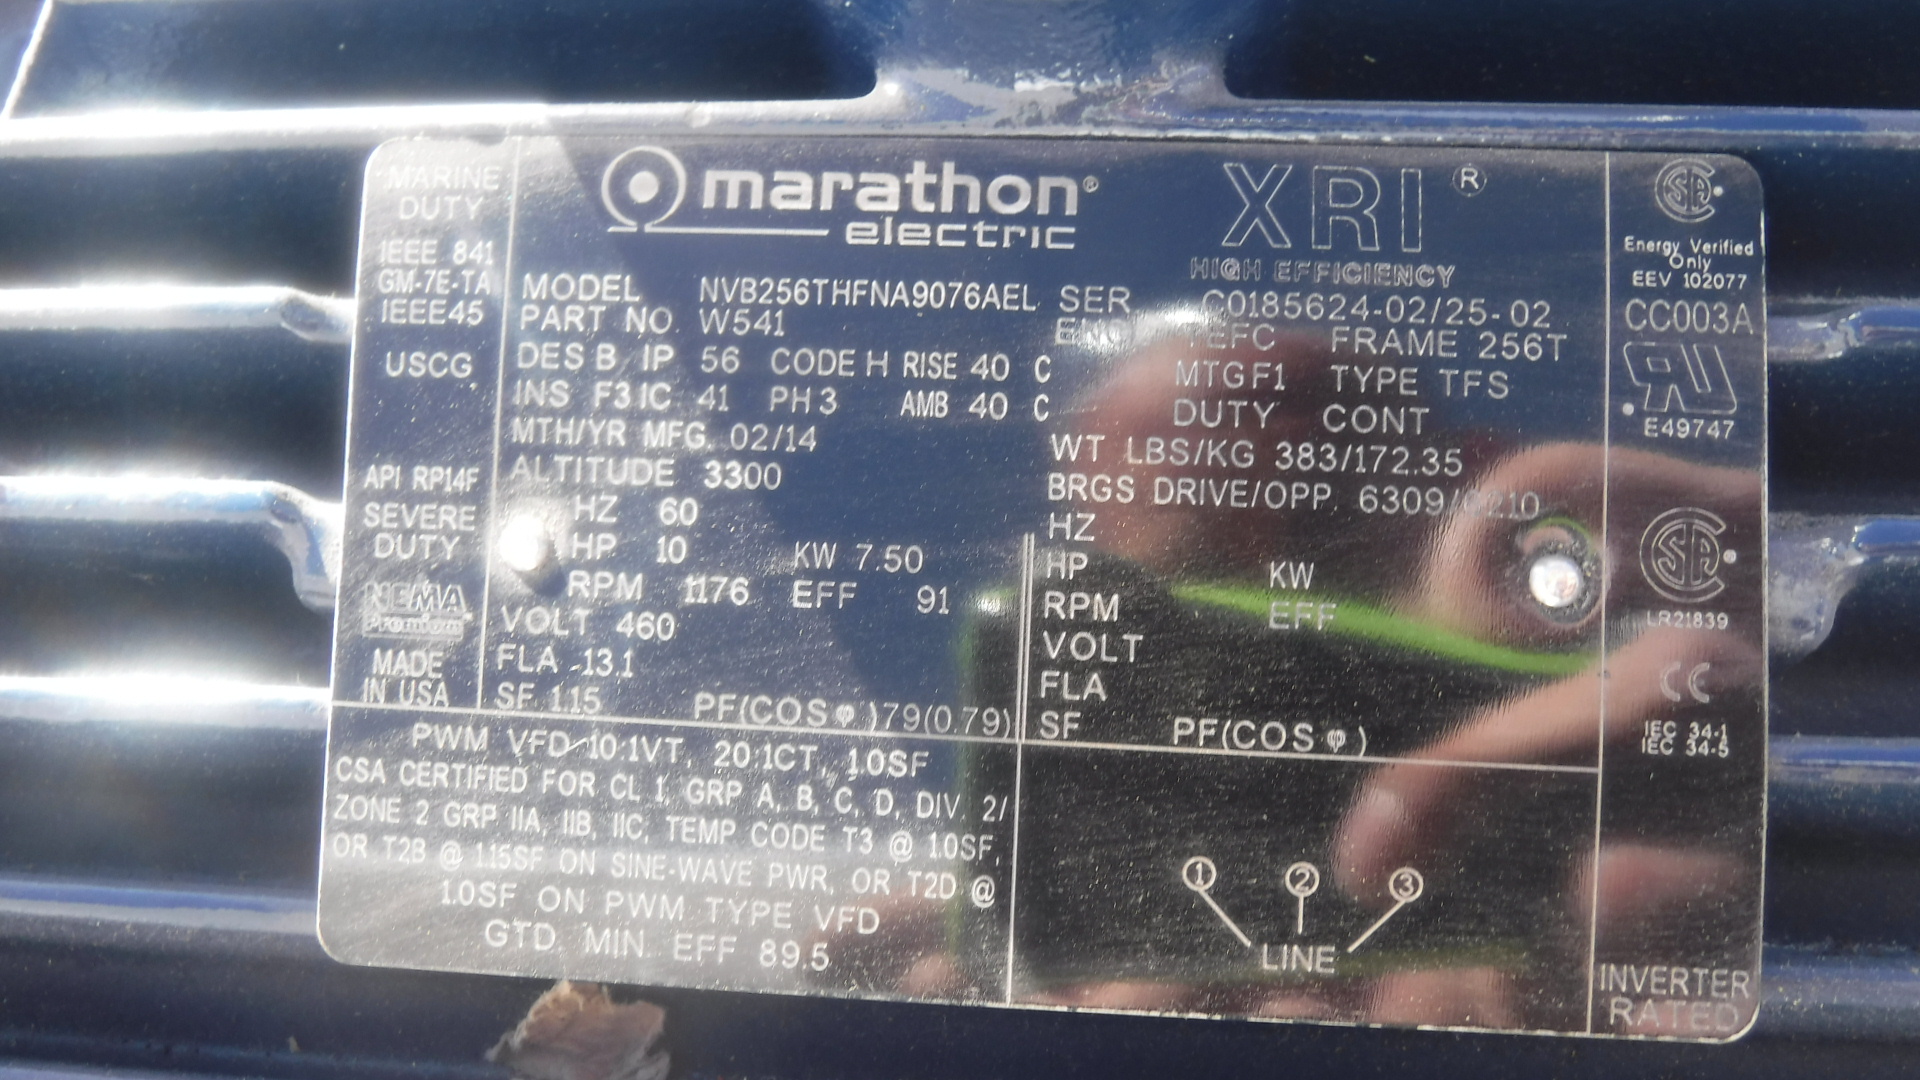 MARINE
DUTY
IEEE 841
GM-7E-TA
IEEE45
USCG
API RP14F
SEVERE
DUTY
NEMA
Premium
MADE
IN USA
marathon®
electric
XRI ®
HIGH EFFICIENCY
MODEL NVB256THFNA9076AEL SER C0185624-02/25-02
PART NO. W541 ENCL TEFC FRAME 256T
DES B IP 56 CODE H RISE 40 C MTG F1 TYPE TFS
INS F3 IC 41 PH 3 AMB 40 C DUTY CONT
MTH/YR MFG. 02/14 WT LBS/KG 383/172.35
ALTITUDE 3300 BRGS DRIVE/OPP. 6309/6210
HZ 60
HP 10 KW 7.50
RPM 1176 EFF 91
VOLT 460
FLA 13.1
SF 1.15 PF(COS φ)79(0.79)
HZ
HP KW
RPM EFF
VOLT
FLA
SF PF(COS φ)
PWM VFD-10:1VT, 20:1CT, 1.0SF
CSA CERTIFIED FOR CL 1, GRP A, B, C, D, DIV. 2/
ZONE 2 GRP IIA, IIB, IIC, TEMP CODE T3 @ 1.0SF,
OR T2B @ 1.15SF ON SINE-WAVE PWR, OR T2D @
1.0SF ON PWM TYPE VFD
GTD. MIN. EFF 89.5
1 2 3
LINE
SA®
Energy Verified
Only
EEV 102077
CC003A
RU
E49747
SA®
LR21839
CE
IEC 34-1
IEC 34-5
INVERTER
RATED